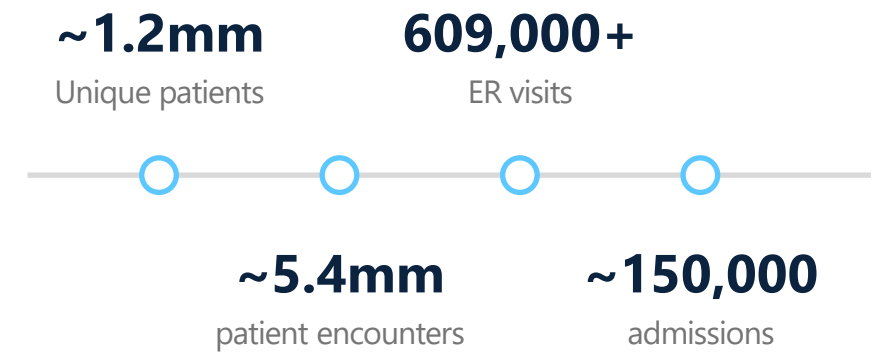 ~1.2mm
Unique patients
609,000+
ER visits
~5.4mm
patient encounters
~150,000
admissions